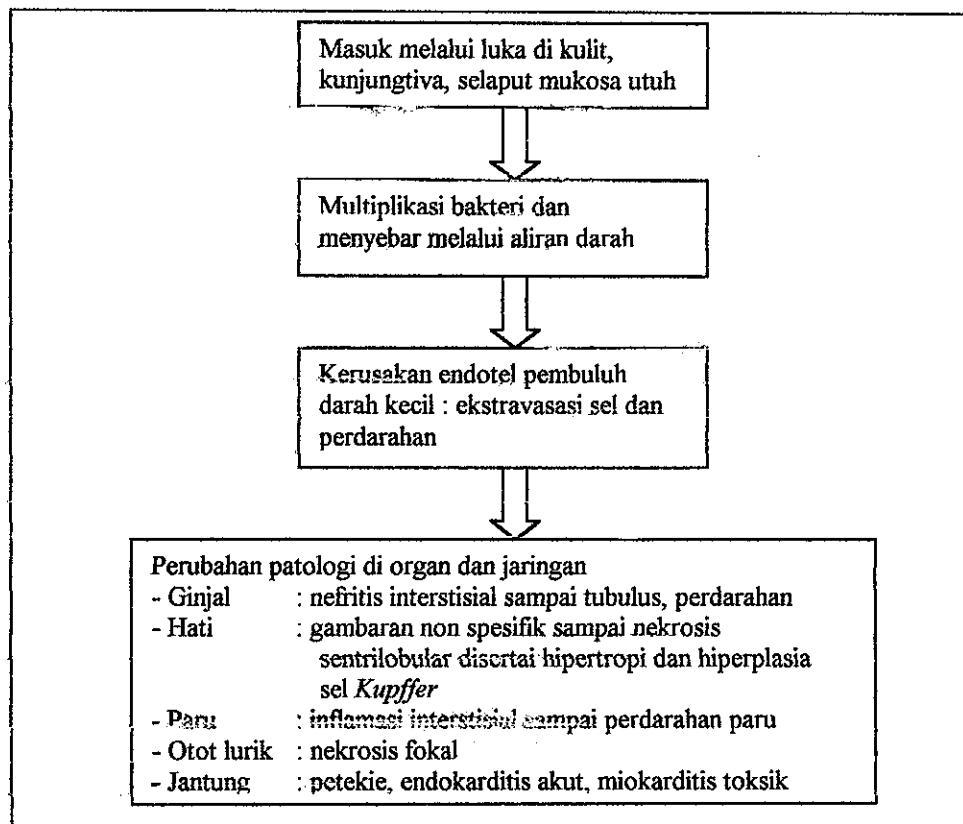 Masuk melalui luka di kulit,
kunjungtiva, selaput mukosa utuh
Multiplikasi bakteri dan
menyebar melalui aliran darah
Kerusakan endotel pembuluh
darah kecil : ekstravasasi sel dan
perdarahan
Perubahan patologi di organ dan jaringan
- Ginjal : nefritis interstisial sampai tubulus, perdarahan
- Hati : gambaran non spesifik sampai nekrosis
sentrilobular disertai hipertropi dan hiperplasia
sel Kupffer
- Paru : inflamasi interstisial sampai perdarahan paru
- Otot lurik : nekrosis fokal
- Jantung : petekie, endokarditis akut, miokarditis toksik